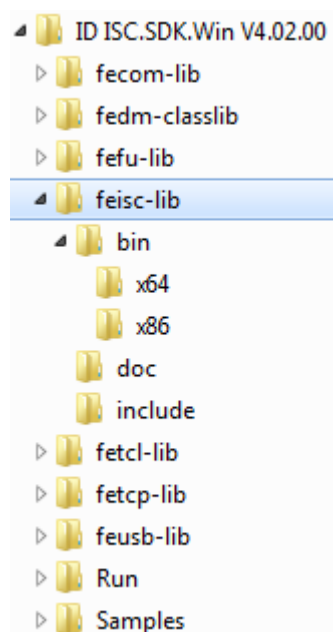 ID ISC.SDK.Win V4.02.00
fecom-lib
fedm-classlib
fefu-lib
feisc-lib
bin
x64
x86
doc
include
fetcl-lib
fetcp-lib
feusb-lib
Run
Samples